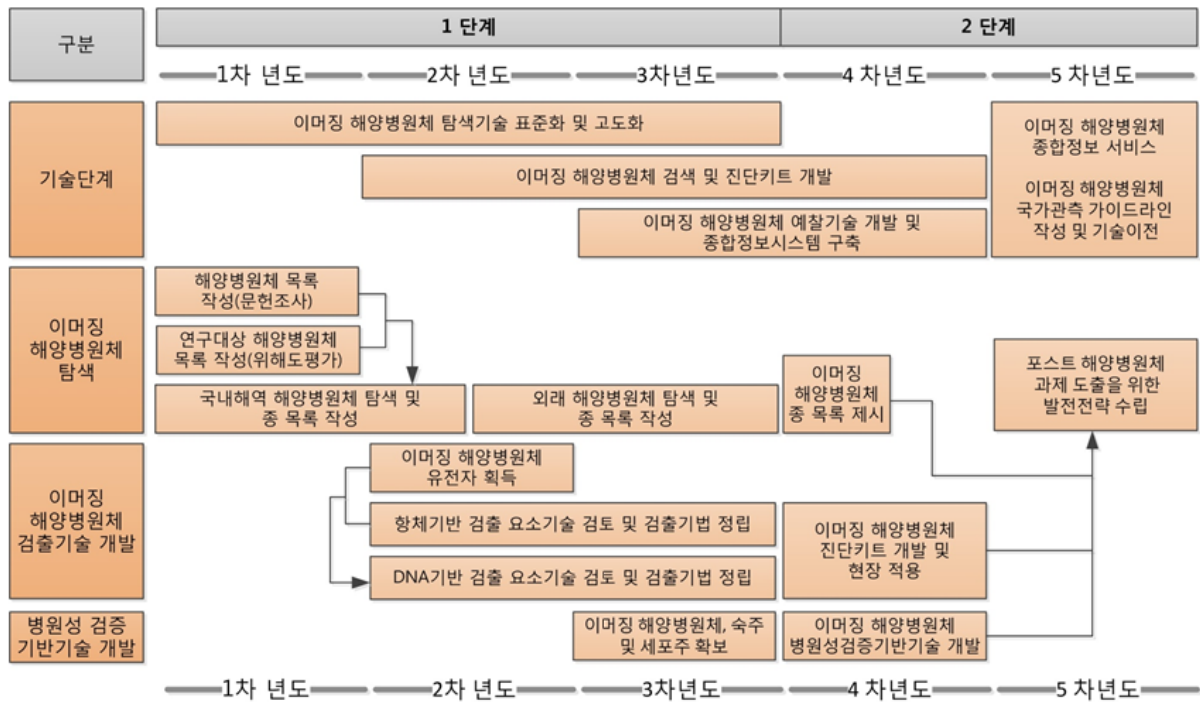 구분
1 단계
2 단계
1차 년도
2차 년도
3차년도
4 차년도
5 차년도
기술단계
이머징 해양병원체 탐색기술 표준화 및 고도화
이머징 해양병원체 검색 및 진단키트 개발
이머징 해양병원체 예찰기술 개발 및
종합정보시스템 구축
이머징 해양병원체
종합정보 서비스
이머징 해양병원체
국가관측 가이드라인
작성 및 기술이전
이머징
해양병원체
탐색
해양병원체 목록
작성(문헌조사)
연구대상 해양병원체
목록 작성(위해도평가)
국내해역 해양병원체 탐색 및
종 목록 작성
외래 해양병원체 탐색 및
종 목록 작성
이머징
해양병원체
종 목록 제시
포스트 해양병원체
과제 도출을 위한
발전전략 수립
이머징
해양병원체
검출기술 개발
이머징 해양병원체
유전자 획득
항체기반 검출 요소기술 검토 및 검출기법 정립
DNA기반 검출 요소기술 검토 및 검출기법 정립
이머징 해양병원체
진단키트 개발 및
현장 적용
병원성 검증
기반기술 개발
이머징 해양병원체, 숙주
및 세포주 확보
이머징 해양병원체
병원성검증기반기술 개발
1차 년도
2차 년도
3차년도
4 차년도
5 차년도